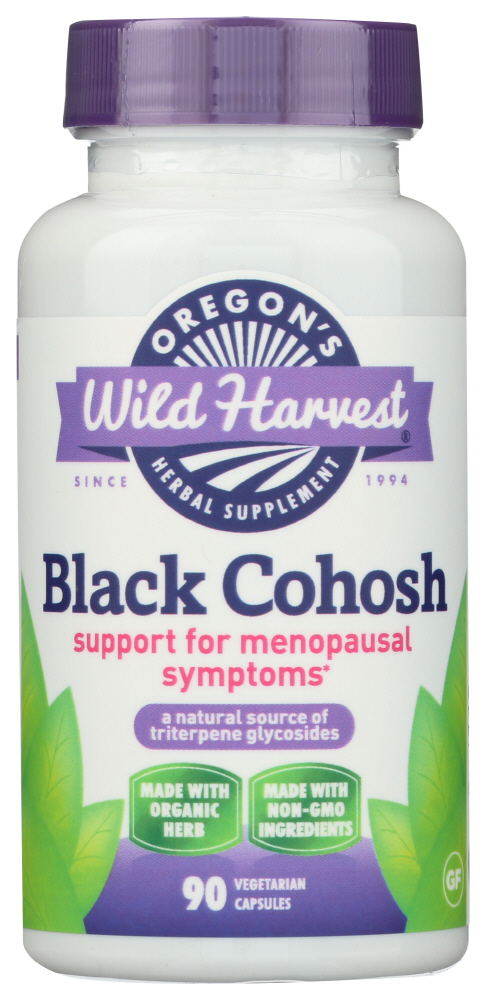 OREGON'S
Wild Harvest®
SINCE 1994
HERBAL SUPPLEMENT
Black Cohosh
support for menopausal
symptoms*
a natural source of
triterpene glycosides
MADE WITH
ORGANIC
HERB
MADE WITH
NON-GMO
INGREDIENTS
90 VEGETARIAN
CAPSULES
GF